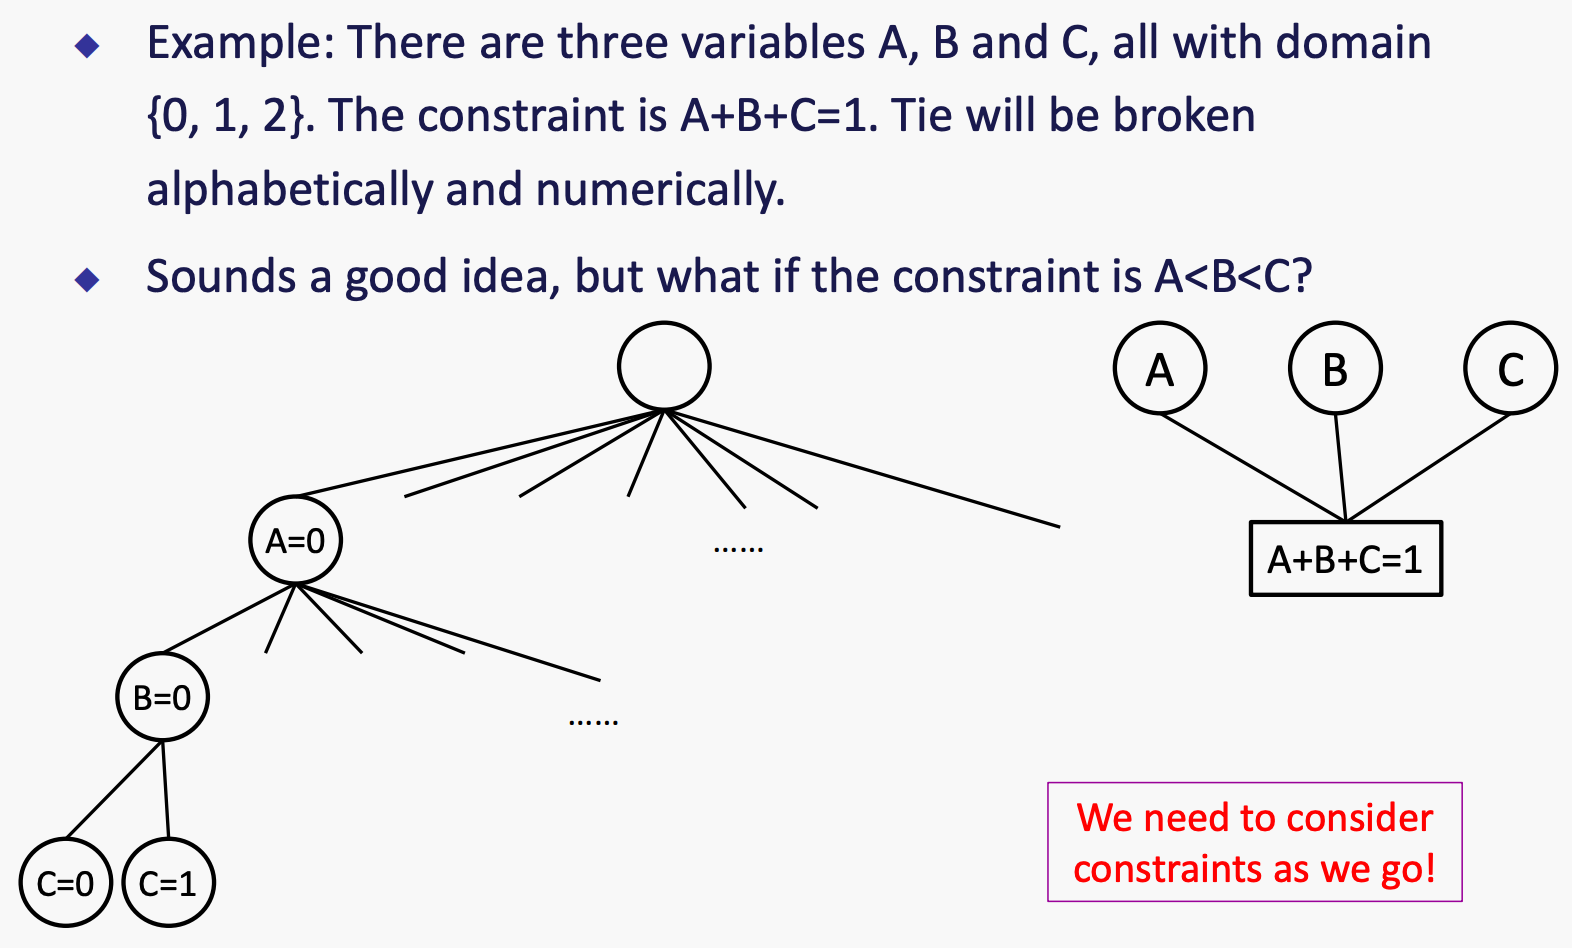 Example: There are three variables A, B and C, all with domain
{0, 1, 2}. The constraint is A+B+C=1. Tie will be broken
alphabetically and numerically.
Sounds a good idea, but what if the constraint is A<B<C?
A
B
C
A=0
......
A+B+C=1
B=0
......
C=0
C=1
We need to consider
constraints as we go!